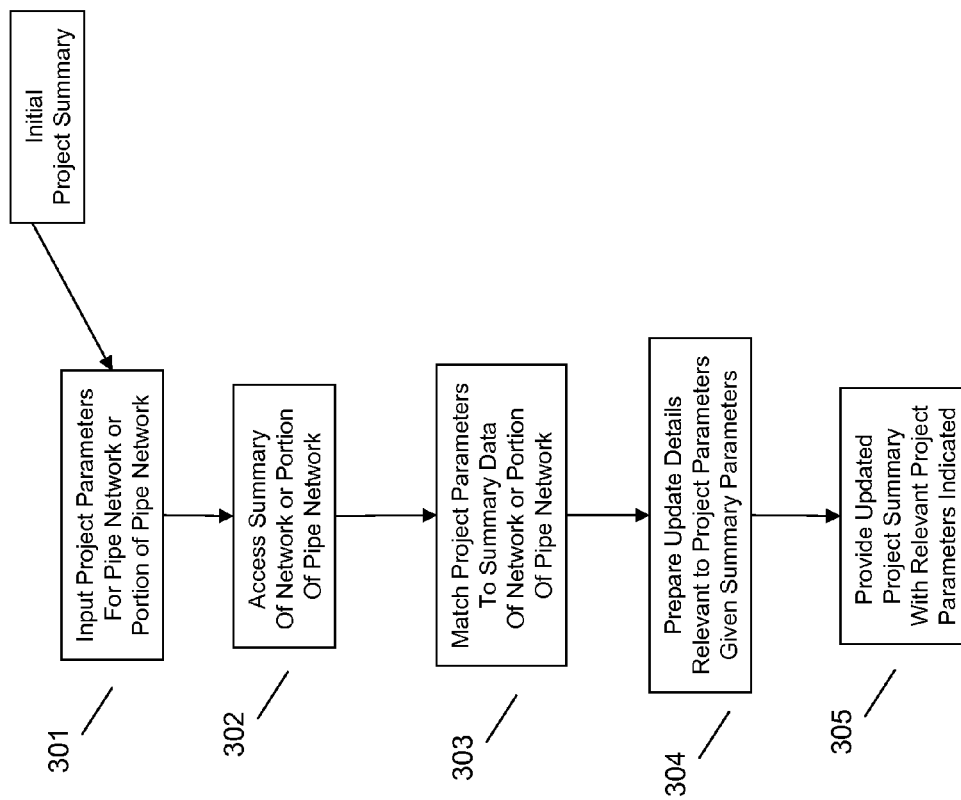 Initial
Project Summary
301
Input Project Parameters
For Pipe Network or
Portion of Pipe Network
302
Access Summary
Of Network or Portion
Of Pipe Network
303
Match Project Parameters
To Summary Data
Of Network or Portion
Of Pipe Network
304
Prepare Update Details
Relevant to Project Parameters
Given Summary Parameters
305
Provide Updated
Project Summary
With Relevant Project
Parameters Indicated